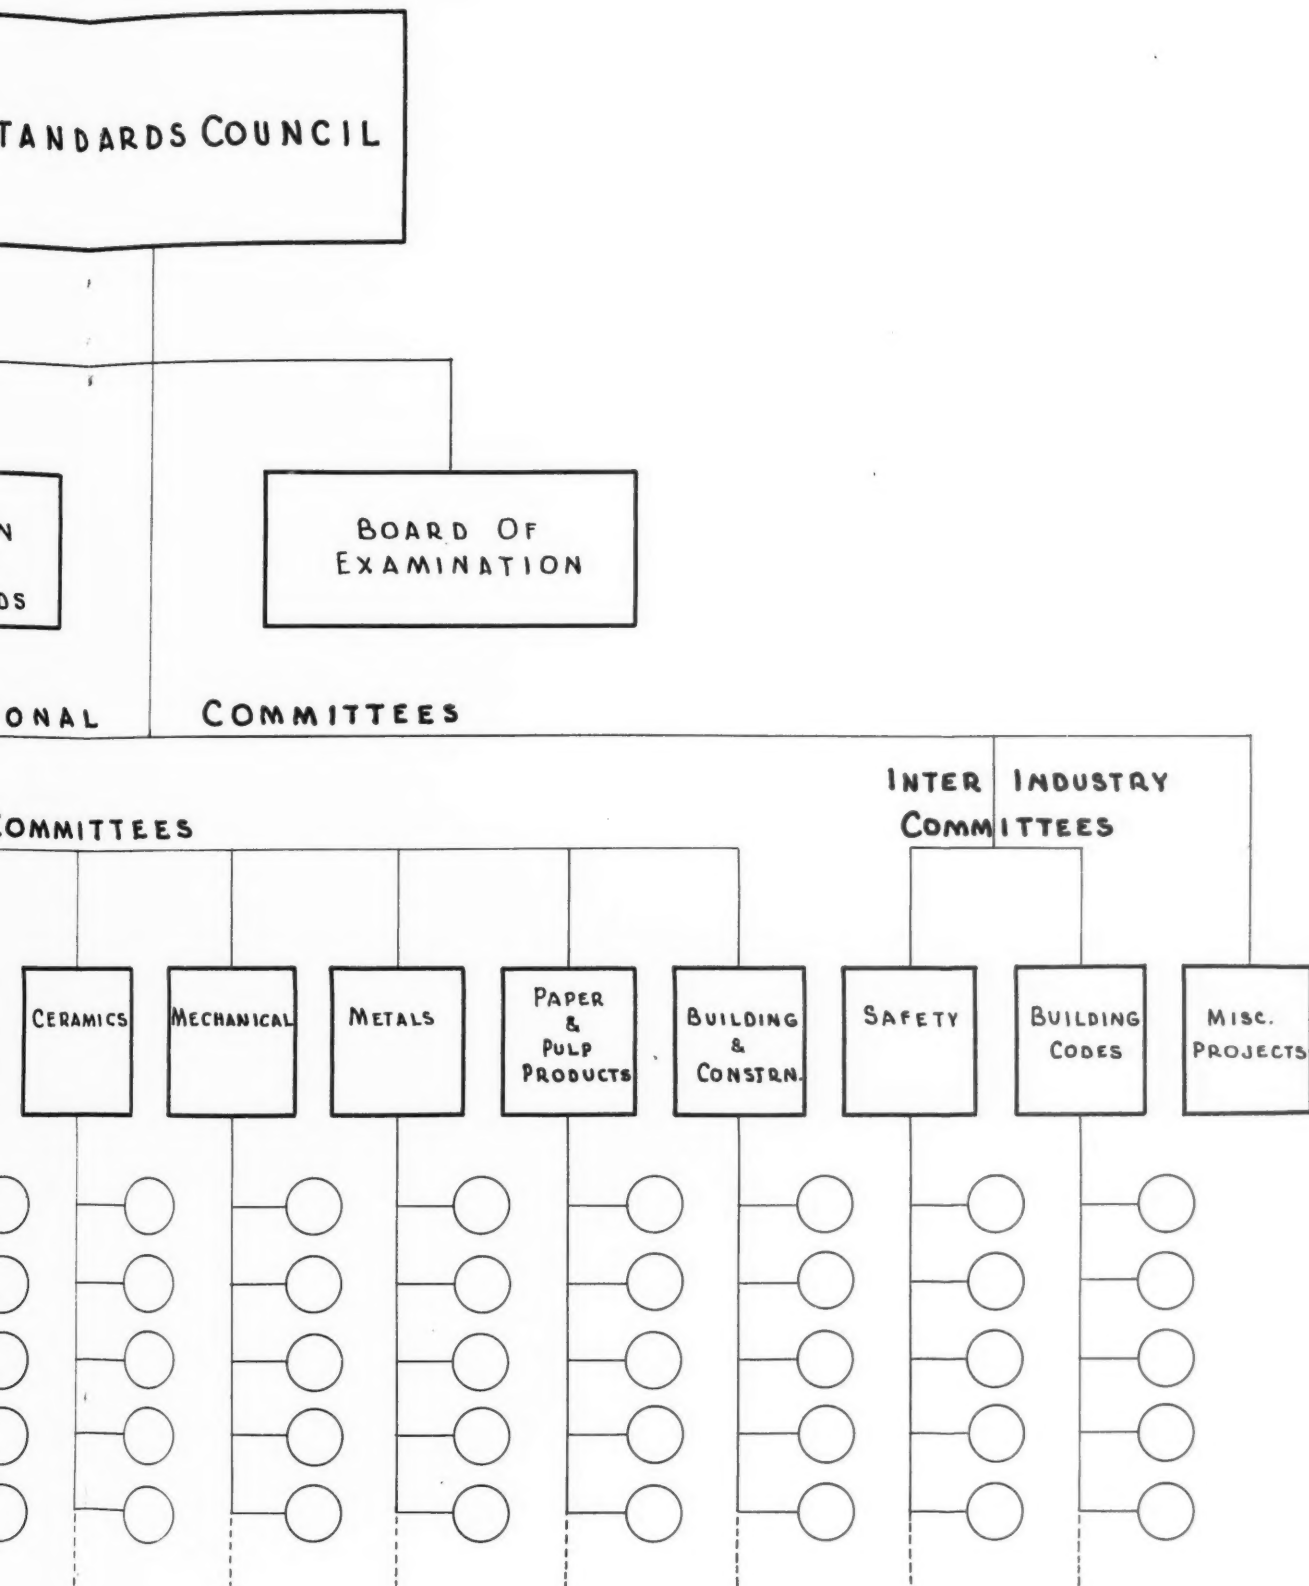 TANDARDS COUNCIL
N
DS
BOARD OF
EXAMINATION
ONAL COMMITTEES
INTER INDUSTRY
COMMITTEES
COMMITTEES
CERAMICS
MECHANICAL
METALS
PAPER
&
PULP
PRODUCTS
BUILDING
&
CONSTRN.
SAFETY
BUILDING
CODES
MISC.
PROJECTS